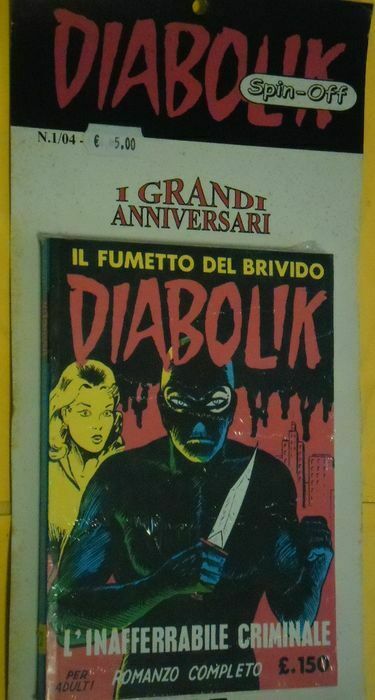 DIABOLIK
Spin-Off
N.1/04 - € 5,00
I GRANDI
ANNIVERSARI
IL FUMETTO DEL BRIVIDO
DIABOLIK
L'INAFFERRABILE CRIMINALE
PER
ADULTI
ROMANZO COMPLETO
£.150